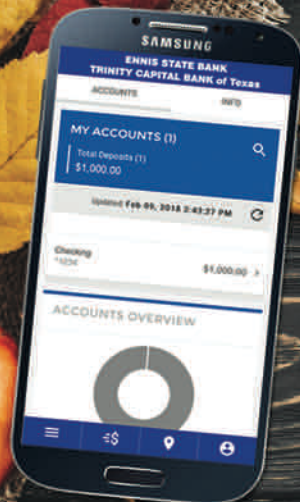 SAMSUNG
ENNIS STATE BANK
TRINITY CAPITAL BANK of Texas
ACCOUNTS INFO
MY ACCOUNTS (1)
Total Deposits (1)
$1,000.00
Updated Feb 09, 2018 2:43:27 PM
Checking
*1234
$1,000.00 >
ACCOUNTS OVERVIEW